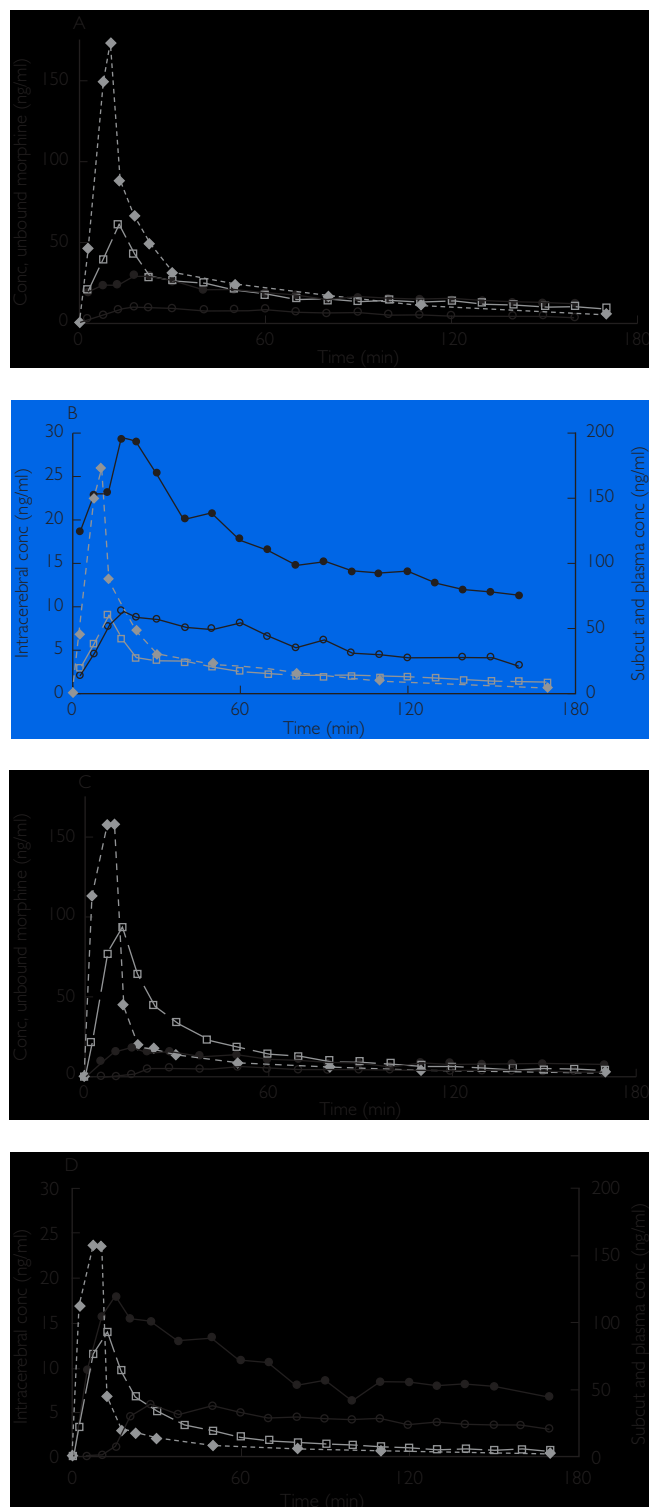 A
Conc, unbound morphine (ng/ml)
150
100
50
0
0 60 120 180
Time (min)
B
Intracerebral conc (ng/ml)
Subcut and plasma conc (ng/ml)
30 200
25
150
20
15 100
10
50
5
0 0
0 60 120 180
Time (min)
C
Conc, unbound morphine (ng/ml)
150
100
50
0
0 60 120 180
Time (min)
D
Intracerebral conc (ng/ml)
Subcut and plasma conc (ng/ml)
30 200
25
150
20
15 100
10
50
5
0 0
0 60 120 180
Time (min)